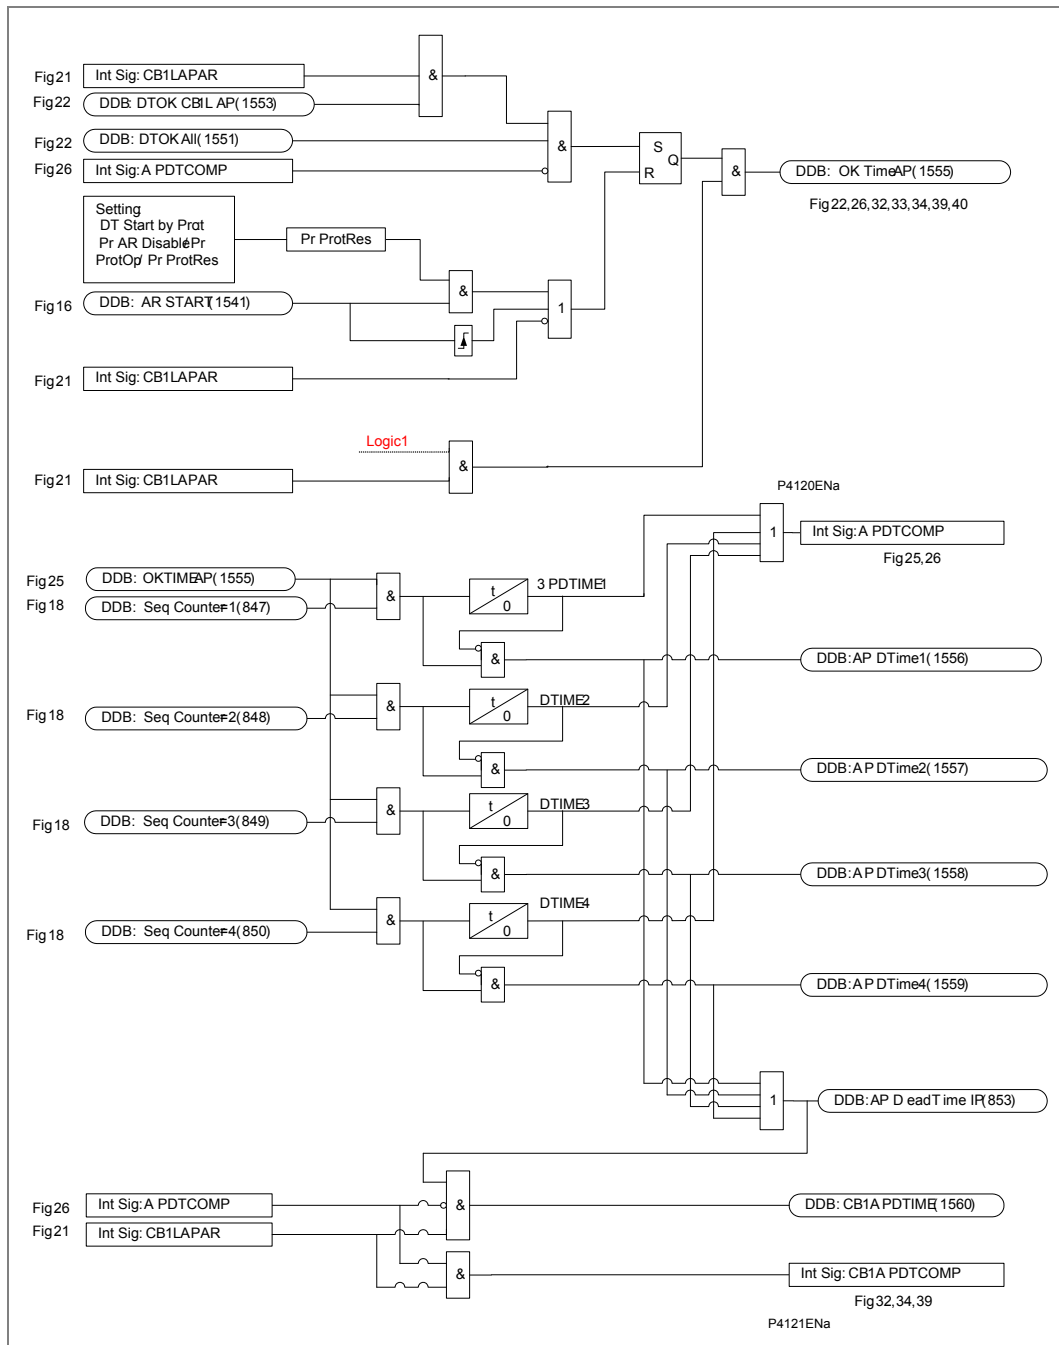 Fig21
Int Sig: CB1LAPAR
&
Fig22
DDB: DTOK CB1L AP(1553)
Fig22
DDB: DTOK All(1551)
&
S
Q
R
&
DDB: OK TimeAP(1555)
Fig26
Int Sig: A PDTCOMP
Fig22,26,32,33,34,39,40
Setting
DT Start by Prot
Pr AR Disable/Pr
ProtOp/ Pr ProtRes
Pr ProtRes
Fig16
DDB: AR START(1541)
&
1
Fig21
Int Sig: CB1LAPAR
Logic1
&
Fig21
Int Sig: CB1LAPAR
P4120ENa
1
Int Sig: A PDTCOMP
Fig25,26
Fig25
DDB: OKTIMEAP(1555)
&
t
0
3 PDTIME1
Fig18
DDB: Seq Counter=1(847)
&
DDB:AP DTime1(1556)
Fig18
DDB: Seq Counter=2(848)
&
t
0
DTIME2
&
DDB:AP DTime2(1557)
Fig18
DDB: Seq Counter=3(849)
&
t
0
DTIME3
&
DDB:AP DTime3(1558)
Fig18
DDB: Seq Counter=4(850)
&
t
0
DTIME4
&
DDB:AP DTime4(1559)
1
DDB:AP DeadTime IP(853)
Fig26
Int Sig: A PDTCOMP
&
DDB: CB1A PDTIME(1560)
Fig21
Int Sig: CB1LAPAR
&
Int Sig: CB1A PDTCOMP
Fig32,34,39
P4121ENa